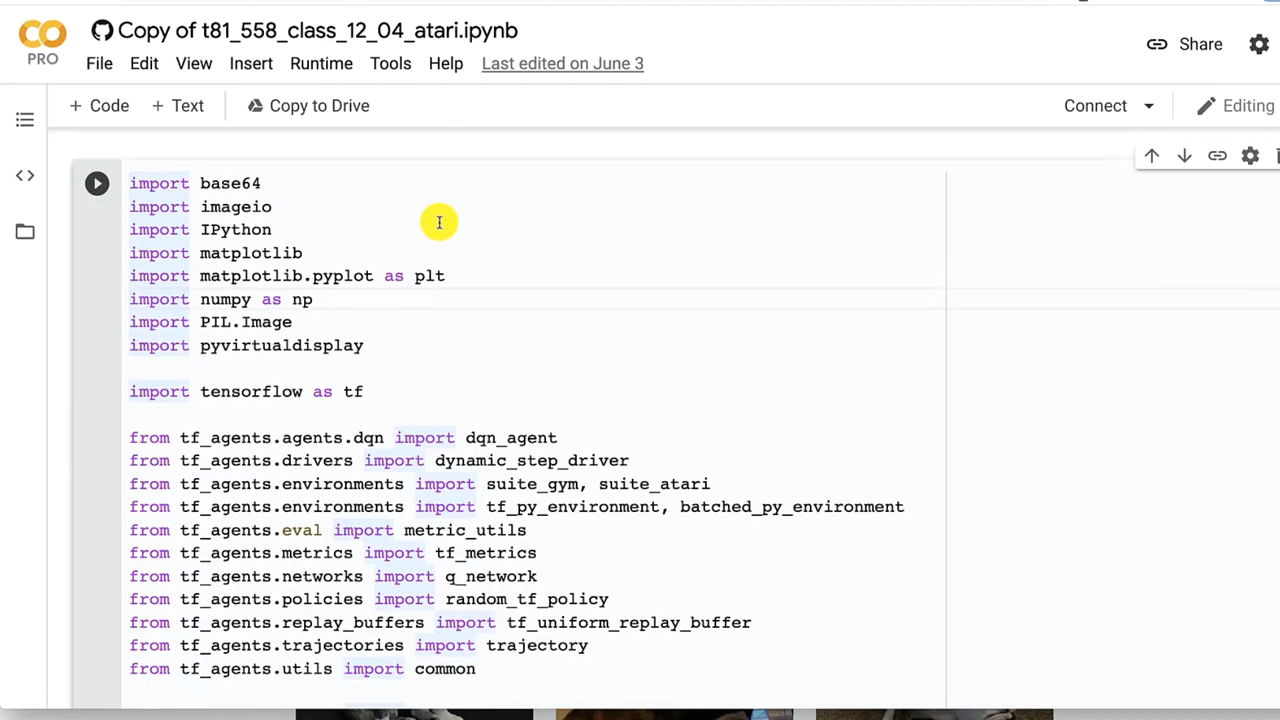 Copy of t81_558_class_12_04_atari.ipynb
PRO
File Edit View Insert Runtime Tools Help Last edited on June 3
Share
+ Code + Text Copy to Drive
Connect Editing
import base64
import imageio
import IPython
import matplotlib
import matplotlib.pyplot as plt
import numpy as np
import PIL.Image
import pyvirtualdisplay
import tensorflow as tf
from tf_agents.agents.dqn import dqn_agent
from tf_agents.drivers import dynamic_step_driver
from tf_agents.environments import suite_gym, suite_atari
from tf_agents.environments import tf_py_environment, batched_py_environment
from tf_agents.eval import metric_utils
from tf_agents.metrics import tf_metrics
from tf_agents.networks import q_network
from tf_agents.policies import random_tf_policy
from tf_agents.replay_buffers import tf_uniform_replay_buffer
from tf_agents.trajectories import trajectory
from tf_agents.utils import common